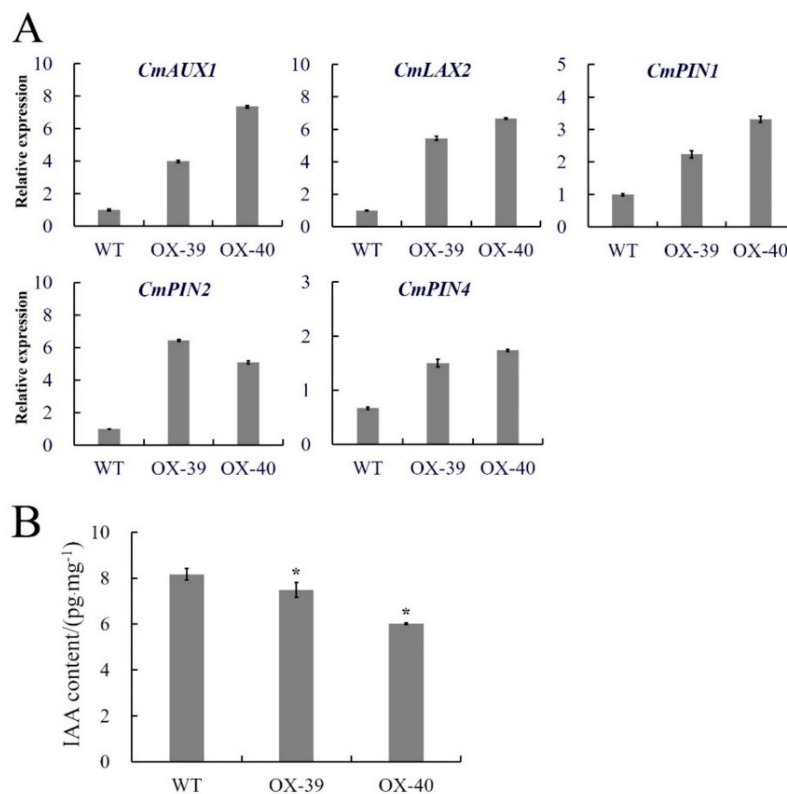 A
CmAUX1
Relative expression
10
8
6
4
2
0
WT OX-39 OX-40
CmLAX2
10
8
6
4
2
0
WT OX-39 OX-40
CmPIN1
5
4
3
2
1
0
WT OX-39 OX-40
CmPIN2
Relative expression
10
8
6
4
2
0
WT OX-39 OX-40
CmPIN4
3
2
1
0
WT OX-39 OX-40
B
IAA content/(pg·mg⁻¹)
10
8
6
4
2
0
*
*
WT OX-39 OX-40